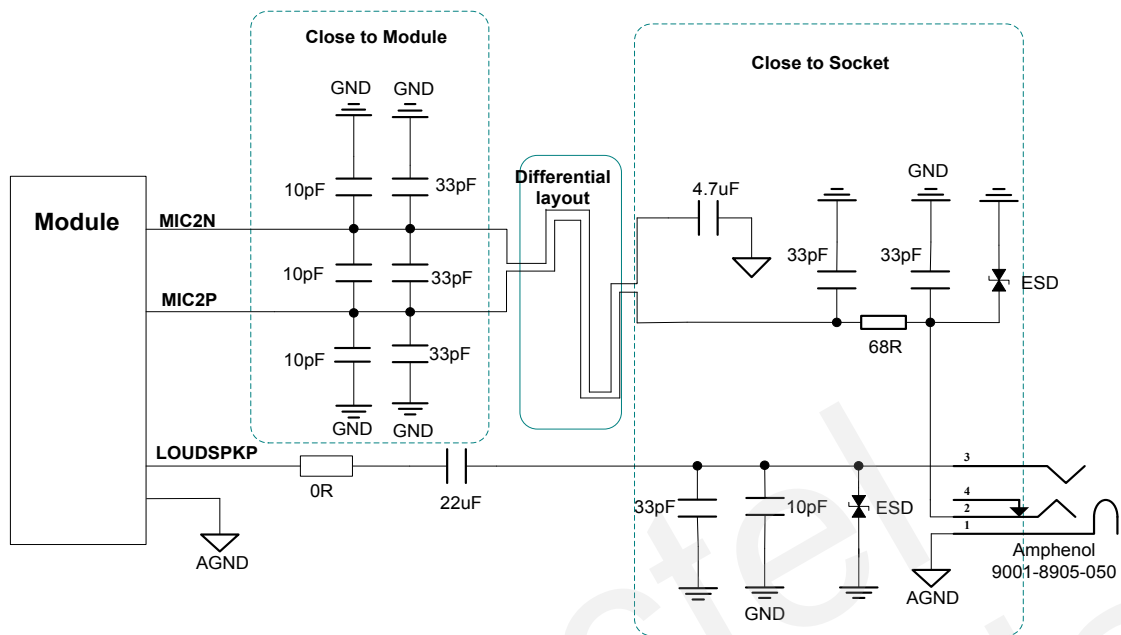 Close to Module
Close to Socket
GND
GND
10pF
33pF
Differential
layout
4.7uF
GND
Module
MIC2N
10pF
33pF
33pF
33pF
ESD
MIC2P
10pF
33pF
68R
GND
GND
LOUDSPKP
0R
22uF
33pF
10pF
ESD
3
4
2
1
AGND
GND
AGND
Amphenol
9001-8905-050